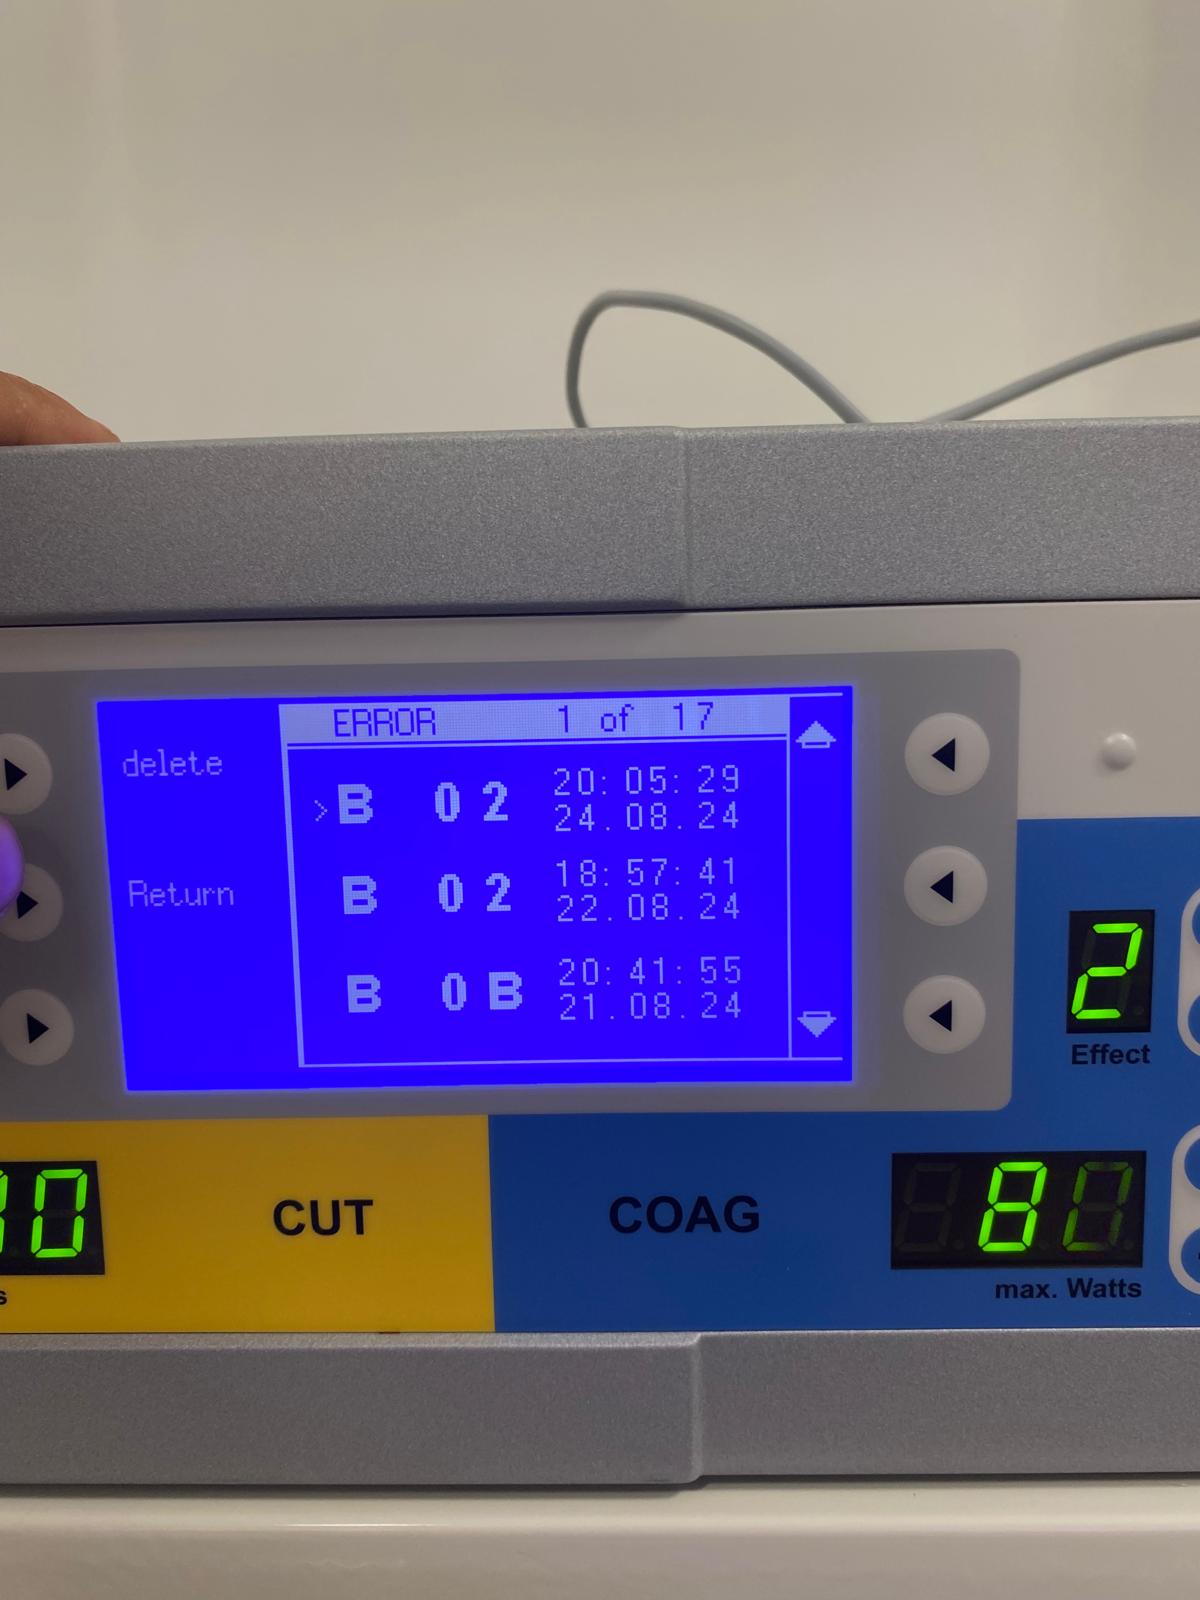 ERROR 1 of 17
delete
>B 02 20:05:29
24.08.24
Return
B 02 18:57:41
22.08.24
B 0B 20:41:55
21.08.24
2
Effect
0
CUT
COAG
80
max. Watts